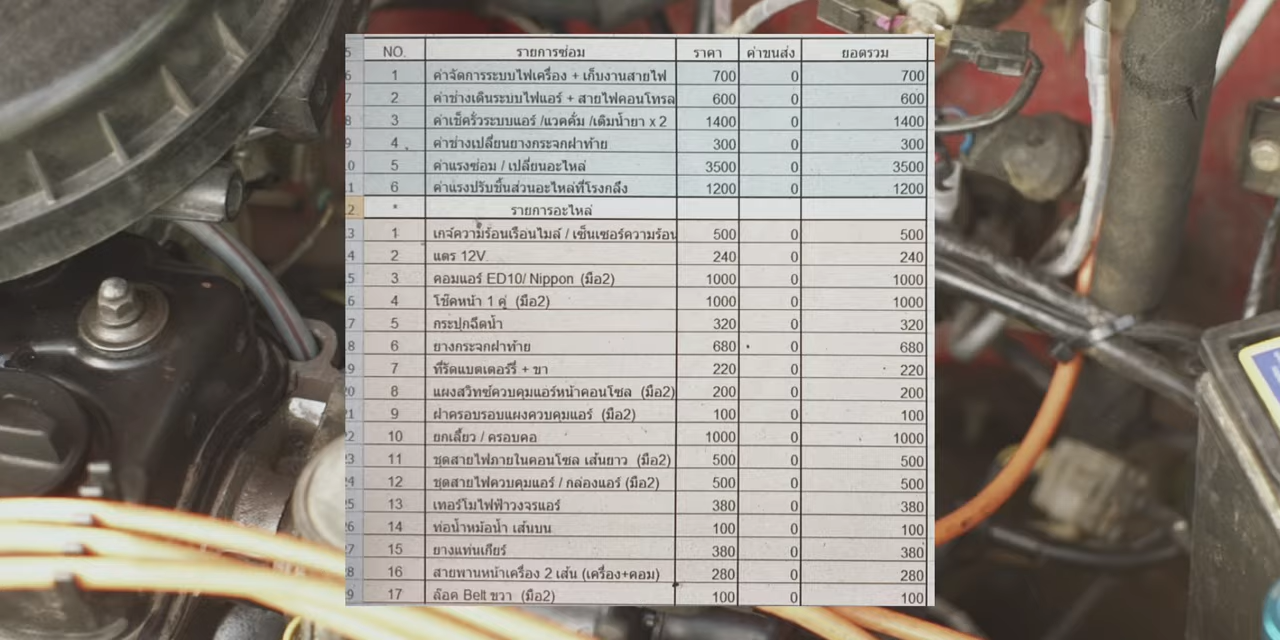 5 NO. รายการซ่อม ราคา ค่าขนส่ง ยอดรวม
6 1 ค่าจัดการระบบไฟเครื่อง + เก็บงานสายไฟ 700 0 700
7 2 ค่าช่างเดินระบบไฟแอร์ + สายไฟคอนโทรล 600 0 600
8 3 ค่าเช็ครั่วระบบแอร์ /แวคคั่ม /เติมน้ำยา x 2 1400 0 1400
9 4 ค่าช่างเปลี่ยนยางกระจกฝาท้าย 300 0 300
0 5 ค่าแรงซ่อม / เปลี่ยนอะไหล่ 3500 0 3500
1 6 ค่าแรงปรับชิ้นส่วนอะไหล่ที่โรงกลึง 1200 0 1200
2 * รายการอะไหล่
3 1 เกจ์ความร้อนเรือนไมล์ / เซ็นเซอร์ความร้อน 500 0 500
4 2 แตร 12V 240 0 240
5 3 คอมแอร์ ED10/ Nippon (มือ2) 1000 0 1000
6 4 โช๊คหน้า 1 คู่ (มือ2) 1000 0 1000
7 5 กระปุกฉีดน้ำ 320 0 320
8 6 ยางกระจกฝาท้าย 680 0 680
9 7 ที่รัดแบตเตอร์รี่ + ขา 220 0 220
20 8 แผงสวิทซ์ควบคุมแอร์หน้าคอนโซล (มือ2) 200 0 200
21 9 ฝาครอบรอบแผงควบคุมแอร์ (มือ2) 100 0 100
22 10 ยกเลี้ยว / ครอบคอ 1000 0 1000
23 11 ชุดสายไฟภายในคอนโซล เส้นยาว (มือ2) 500 0 500
24 12 ชุดสายไฟควบคุมแอร์ / กล่องแอร์ (มือ2) 500 0 500
25 13 เทอร์โมไฟฟ้าวงจรแอร์ 380 0 380
26 14 ท่อน้ำหม้อน้ำ เส้นบน 100 0 100
27 15 ยางแท่นเกียร์ 380 0 380
28 16 สายพานหน้าเครื่อง 2 เส้น (เครื่อง+คอม) 280 0 280
29 17 ล๊อค Belt ขวา (มือ2) 100 0 100